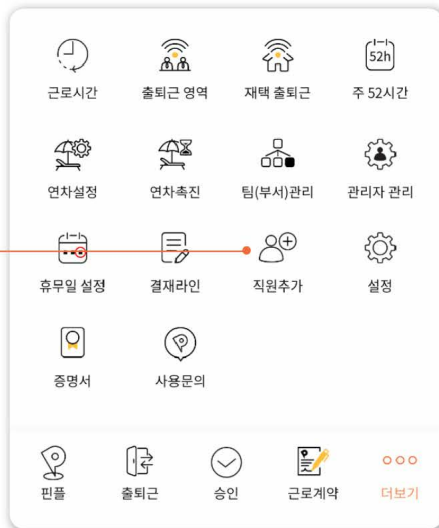 근로시간 출퇴근 영역 재택 출퇴근 주 52시간
52h
연차설정 연차촉진 팀(부서)관리 관리자 관리
휴무일 설정 결재라인 직원추가 설정
증명서 사용문의
핀플 출퇴근 승인 근로계약 더보기